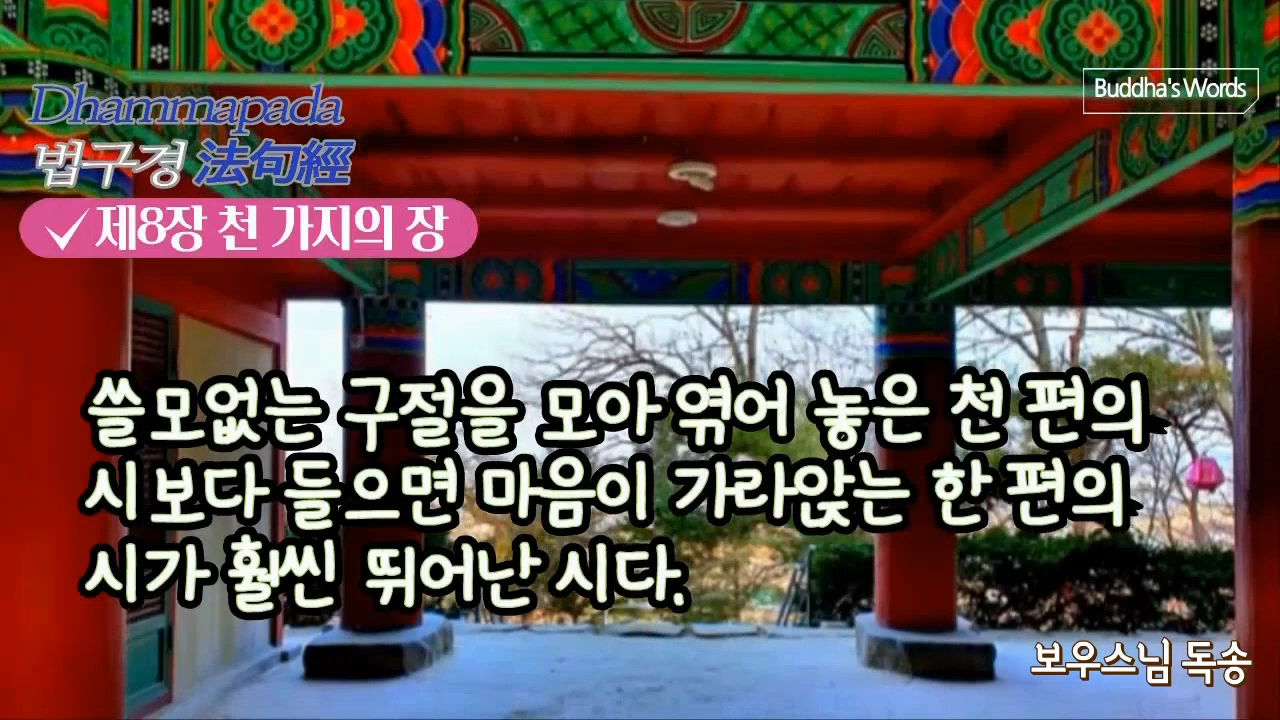 Dhammapada
법구경 法句經
제8장 천 가지의 장
Buddha's Words
쓸모없는 구절을 모아 엮어 놓은 천 편의
시보다 들으면 마음이 가라앉는 한 편의
시가 훨씬 뛰어난 시다.
보우스님 독송